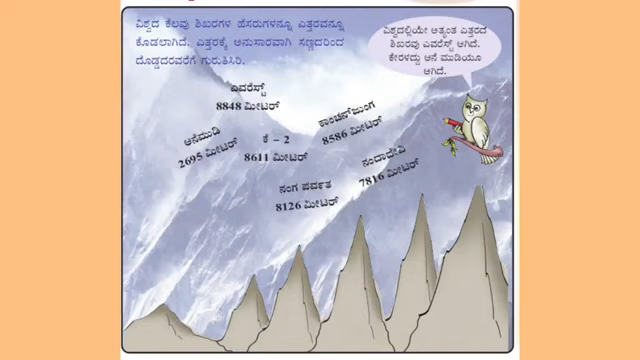 ವಿಶ್ವದ ಕೆಲವು ಶಿಖರಗಳ ಹೆಸರುಗಳನ್ನೂ ಎತ್ತರವನ್ನೂ
ಕೊಡಲಾಗಿದೆ. ಎತ್ತರಕ್ಕೆ ಅನುಸಾರವಾಗಿ ಸಣ್ಣದರಿಂದ
ದೊಡ್ಡದರವರೆಗೆ ಗುರುತಿಸಿರಿ.
ವಿಶ್ವದಲ್ಲಿಯೇ ಅತ್ಯಂತ ಎತ್ತರದ
ಶಿಖರವು ಎವರೆಸ್ಟ್ ಆಗಿದೆ.
ಕೇರಳದ್ದು ಆನೆ ಮುಡಿಯೂ
ಆಗಿದೆ.
ಎವರೆಸ್ಟ್
8848 ಮೀಟರ್
ಆನೆಮುಡಿ
2695 ಮೀಟರ್
ಕೆ – 2
8611 ಮೀಟರ್
ಕಾಂಚನ್‌ಜುಂಗ
8586 ಮೀಟರ್
ನಂಗ ಪರ್ವತ
8126 ಮೀಟರ್
ನಂದಾದೇವಿ
7816 ಮೀಟರ್